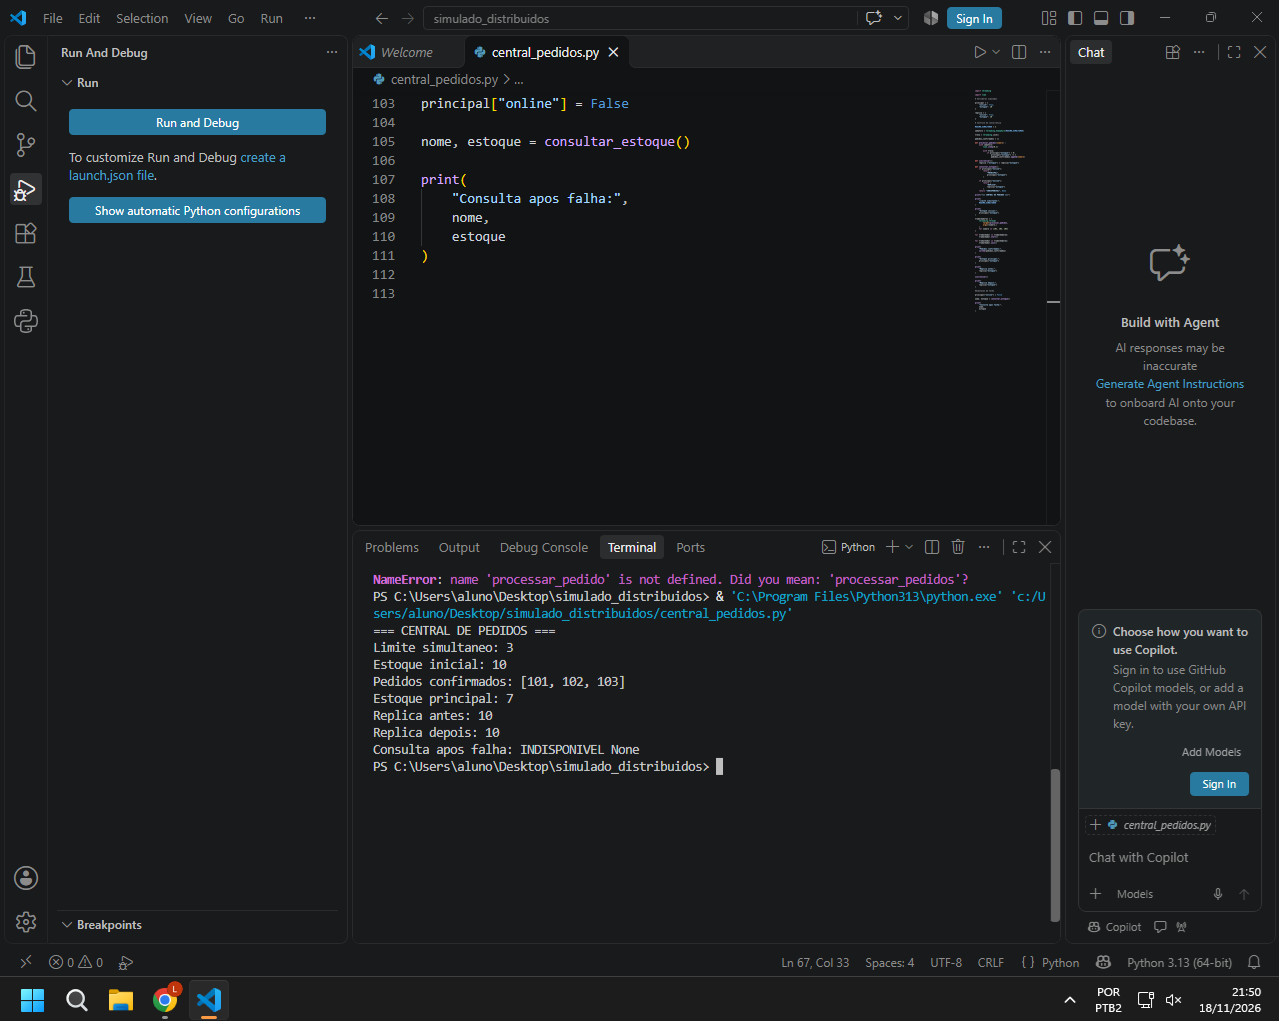 File Edit Selection View Go Run ··· simulado_distribuidos Sign In
Run And Debug ···
Run
Run and Debug
To customize Run and Debug create a
launch.json file.
Show automatic Python configurations
Breakpoints
Welcome central_pedidos.py
central_pedidos.py > ...
103 principal["online"] = False
104
105 nome, estoque = consultar_estoque()
106
107 print(
108 "Consulta apos falha:",
109 nome,
110 estoque
111 )
112
113
Problems Output Debug Console Terminal Ports Python
NameError: name 'processar_pedido' is not defined. Did you mean: 'processar_pedidos'?
PS C:\Users\aluno\Desktop\simulado_distribuidos> & 'C:\Program Files\Python313\python.exe' 'c:/U
sers/aluno/Desktop/simulado_distribuidos/central_pedidos.py'
=== CENTRAL DE PEDIDOS ===
Limite simultaneo: 3
Estoque inicial: 10
Pedidos confirmados: [101, 102, 103]
Estoque principal: 7
Replica antes: 10
Replica depois: 10
Consulta apos falha: INDISPONIVEL None
PS C:\Users\aluno\Desktop\simulado_distribuidos>
Chat
Build with Agent
AI responses may be
inaccurate
Generate Agent Instructions
to onboard AI onto your
codebase.
Choose how you want to
use Copilot.
Sign in to use GitHub
Copilot models, or add a
model with your own API
key.
Add Models
Sign In
central_pedidos.py
Chat with Copilot
Models
Copilot
0 0 Ln 67, Col 33 Spaces: 4 UTF-8 CRLF { } Python Python 3.13 (64-bit)
L
POR
PTB2
21:50
18/11/2026